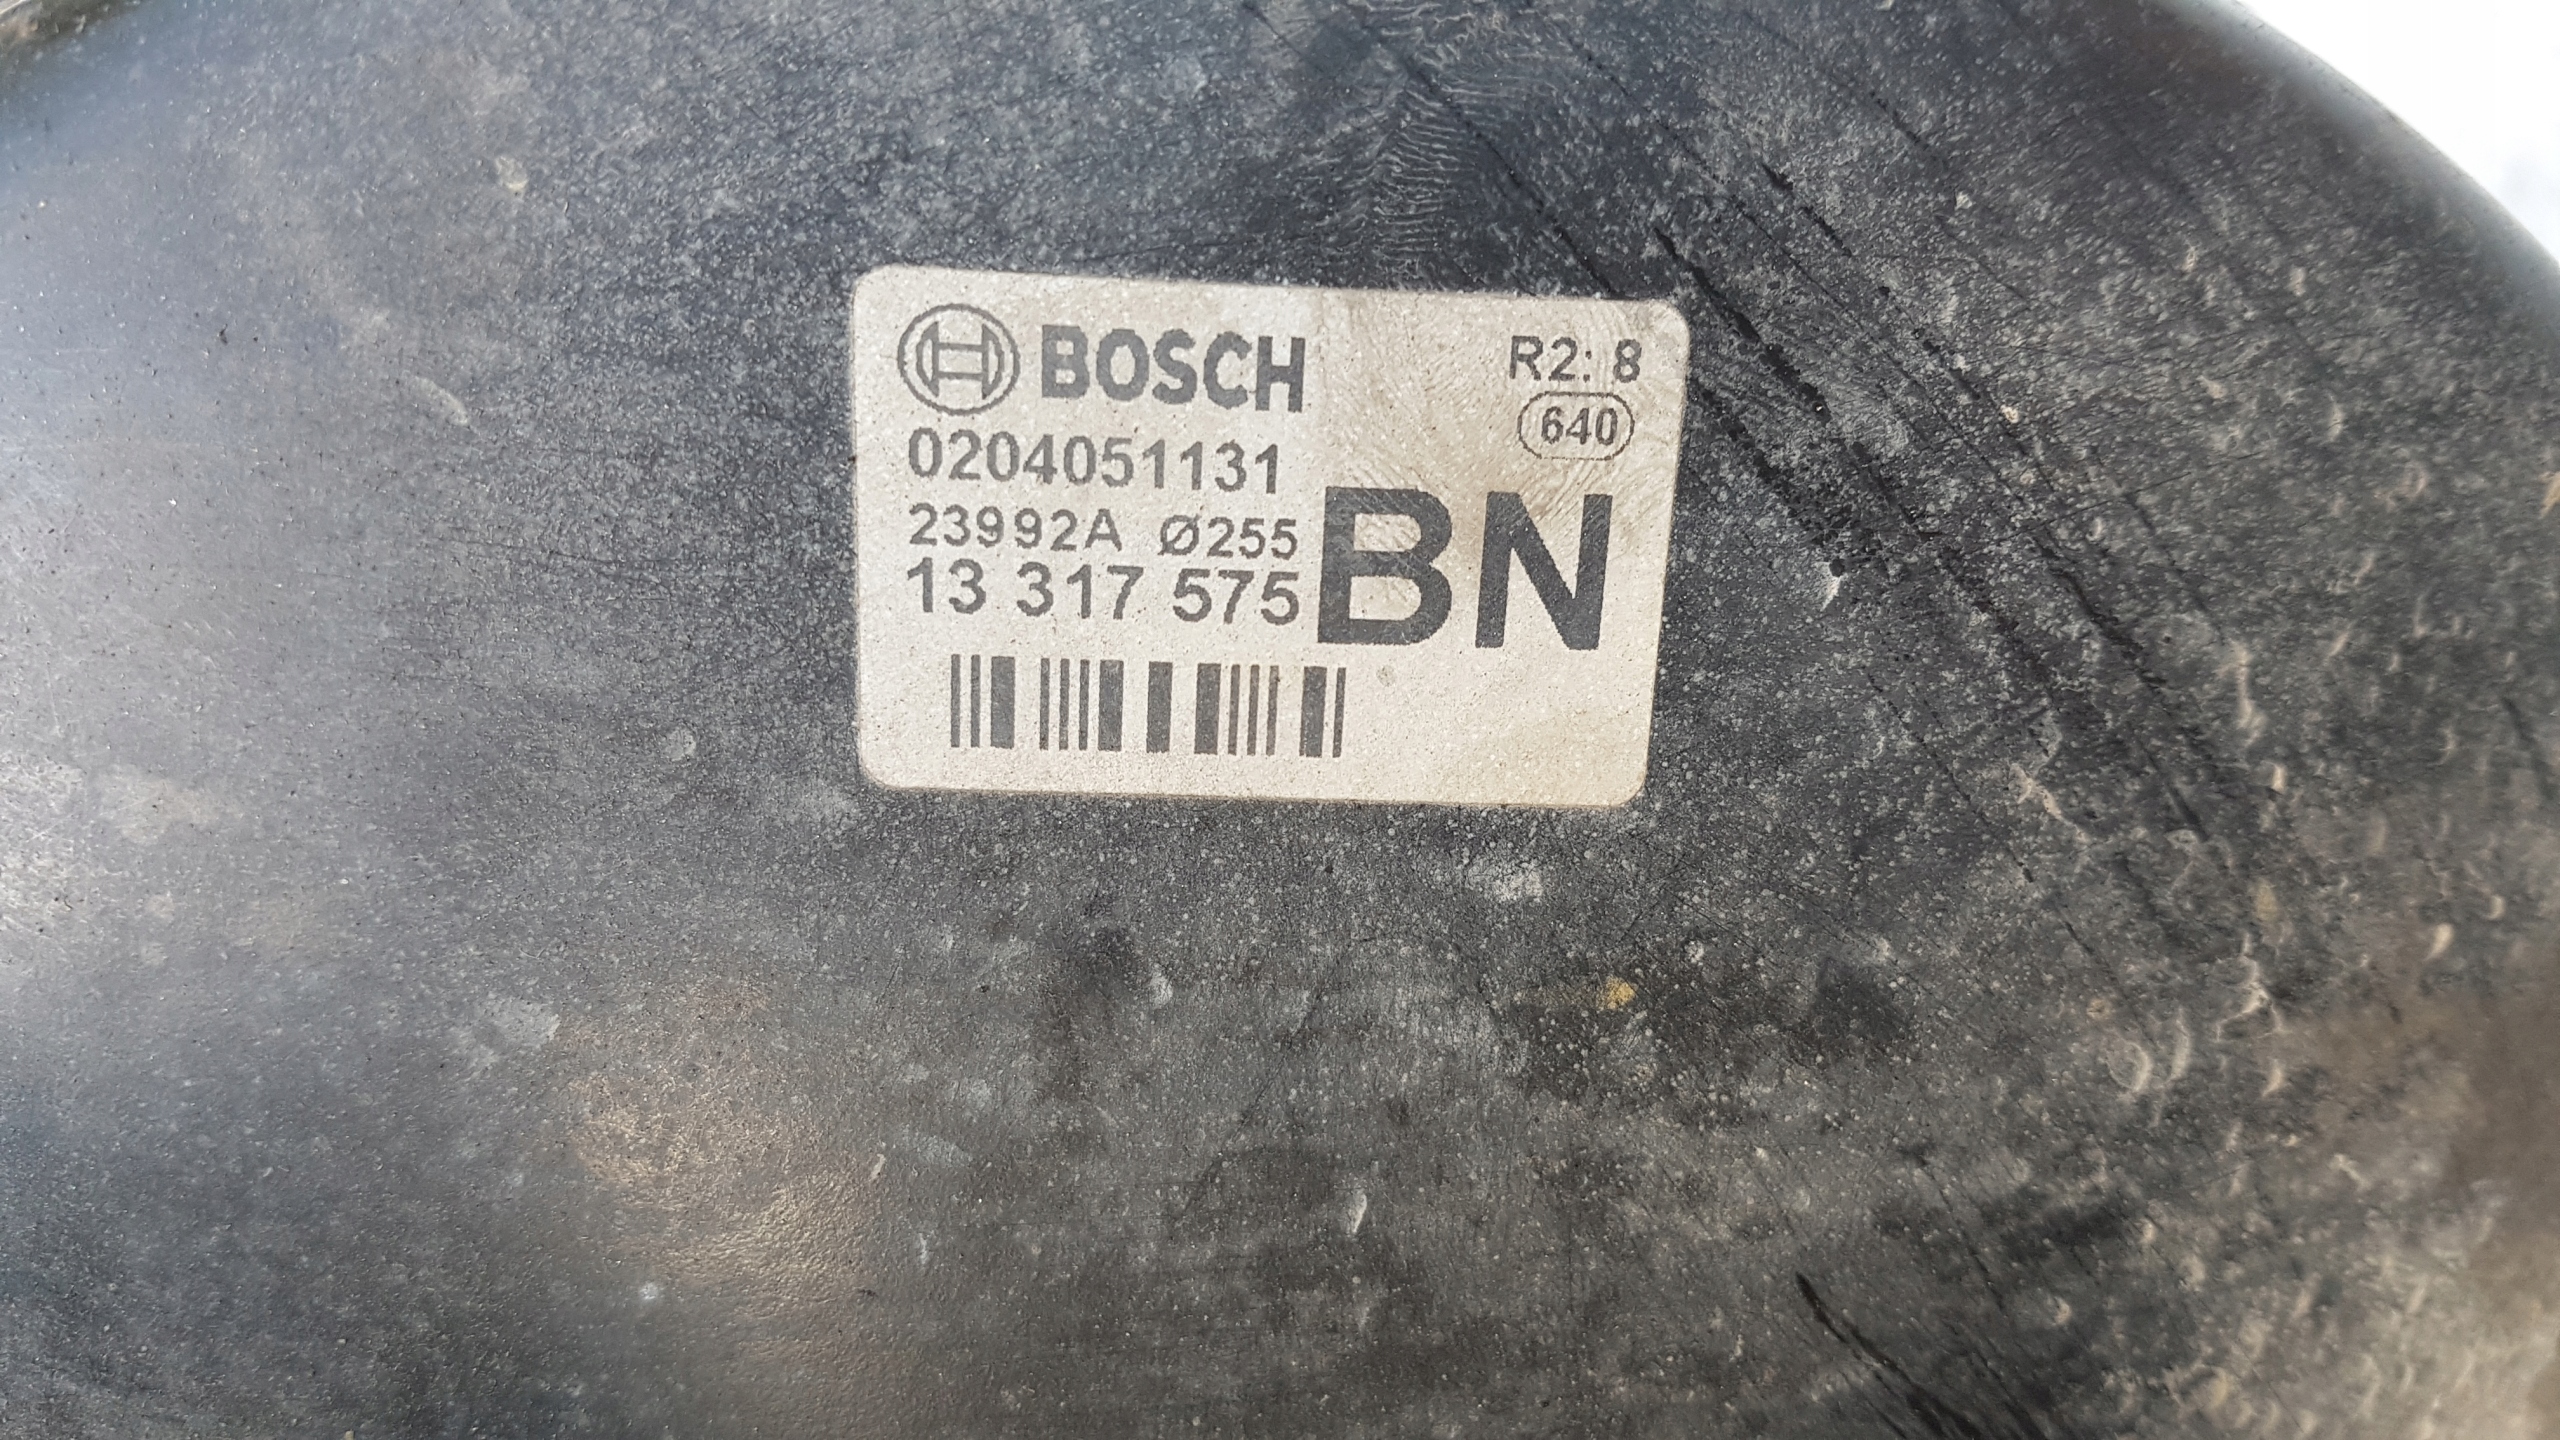 BOSCH
R2: 8
640
0204051131
23992A Ø255
13 317 575
BN